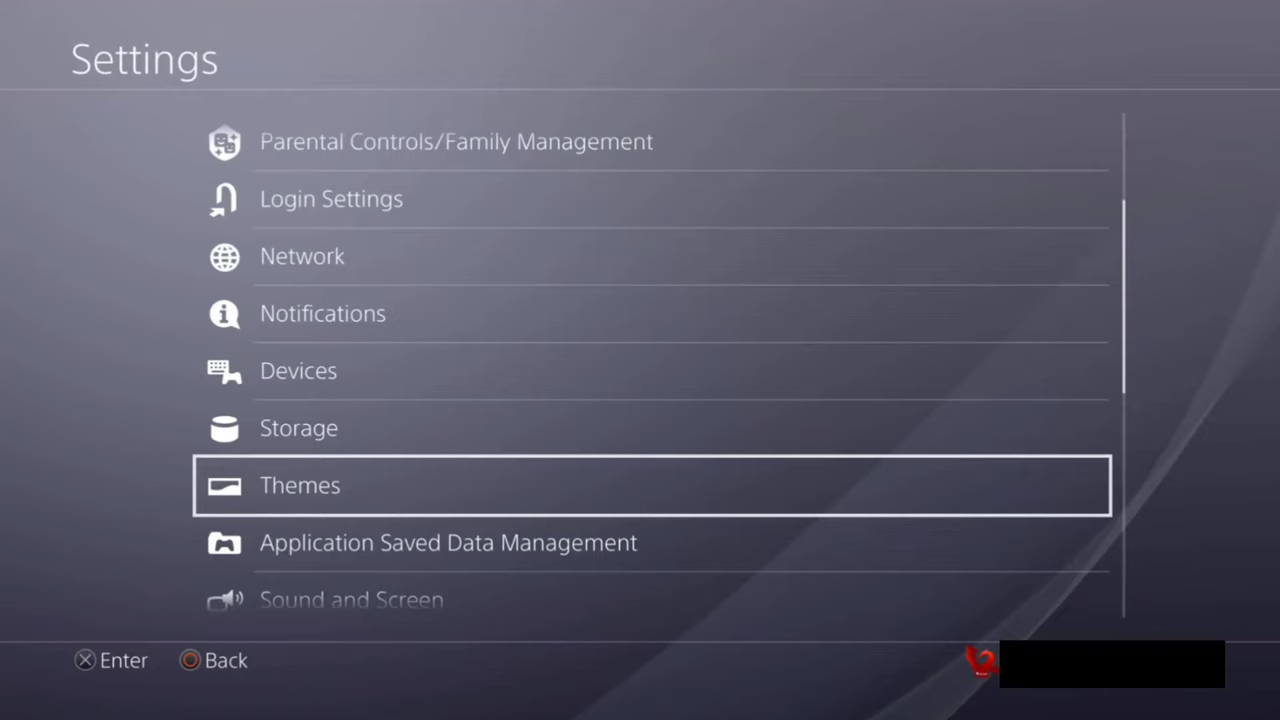 Settings
Parental Controls/Family Management
Login Settings
Network
Notifications
Devices
Storage
Themes
Application Saved Data Management
Sound and Screen
Enter Back